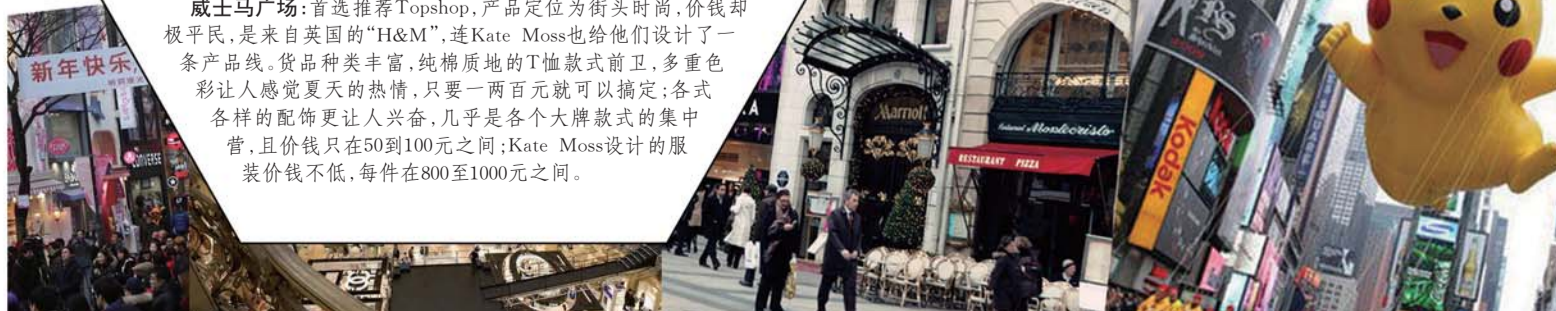 威士马广场:首选推荐Topshop,产品定位为街头时尚,价钱却
极平民,是来自英国的“H&M”,连Kate Moss也给他们设计了一
条产品线。货品种类丰富,纯棉质地的T恤款式前卫,多重色
彩让人感觉夏天的热情,只要一两百元就可以搞定;各式
各样的配饰更让人兴奋,几乎是各个大牌款式的集中
营,且价钱只在50到100元之间;Kate Moss设计的服
装价钱不低,每件在800至1000元之间。
新年快乐
CONVERSE
Marriott
Montecristo
RESTAURANT PIZZA
RS
Kodak